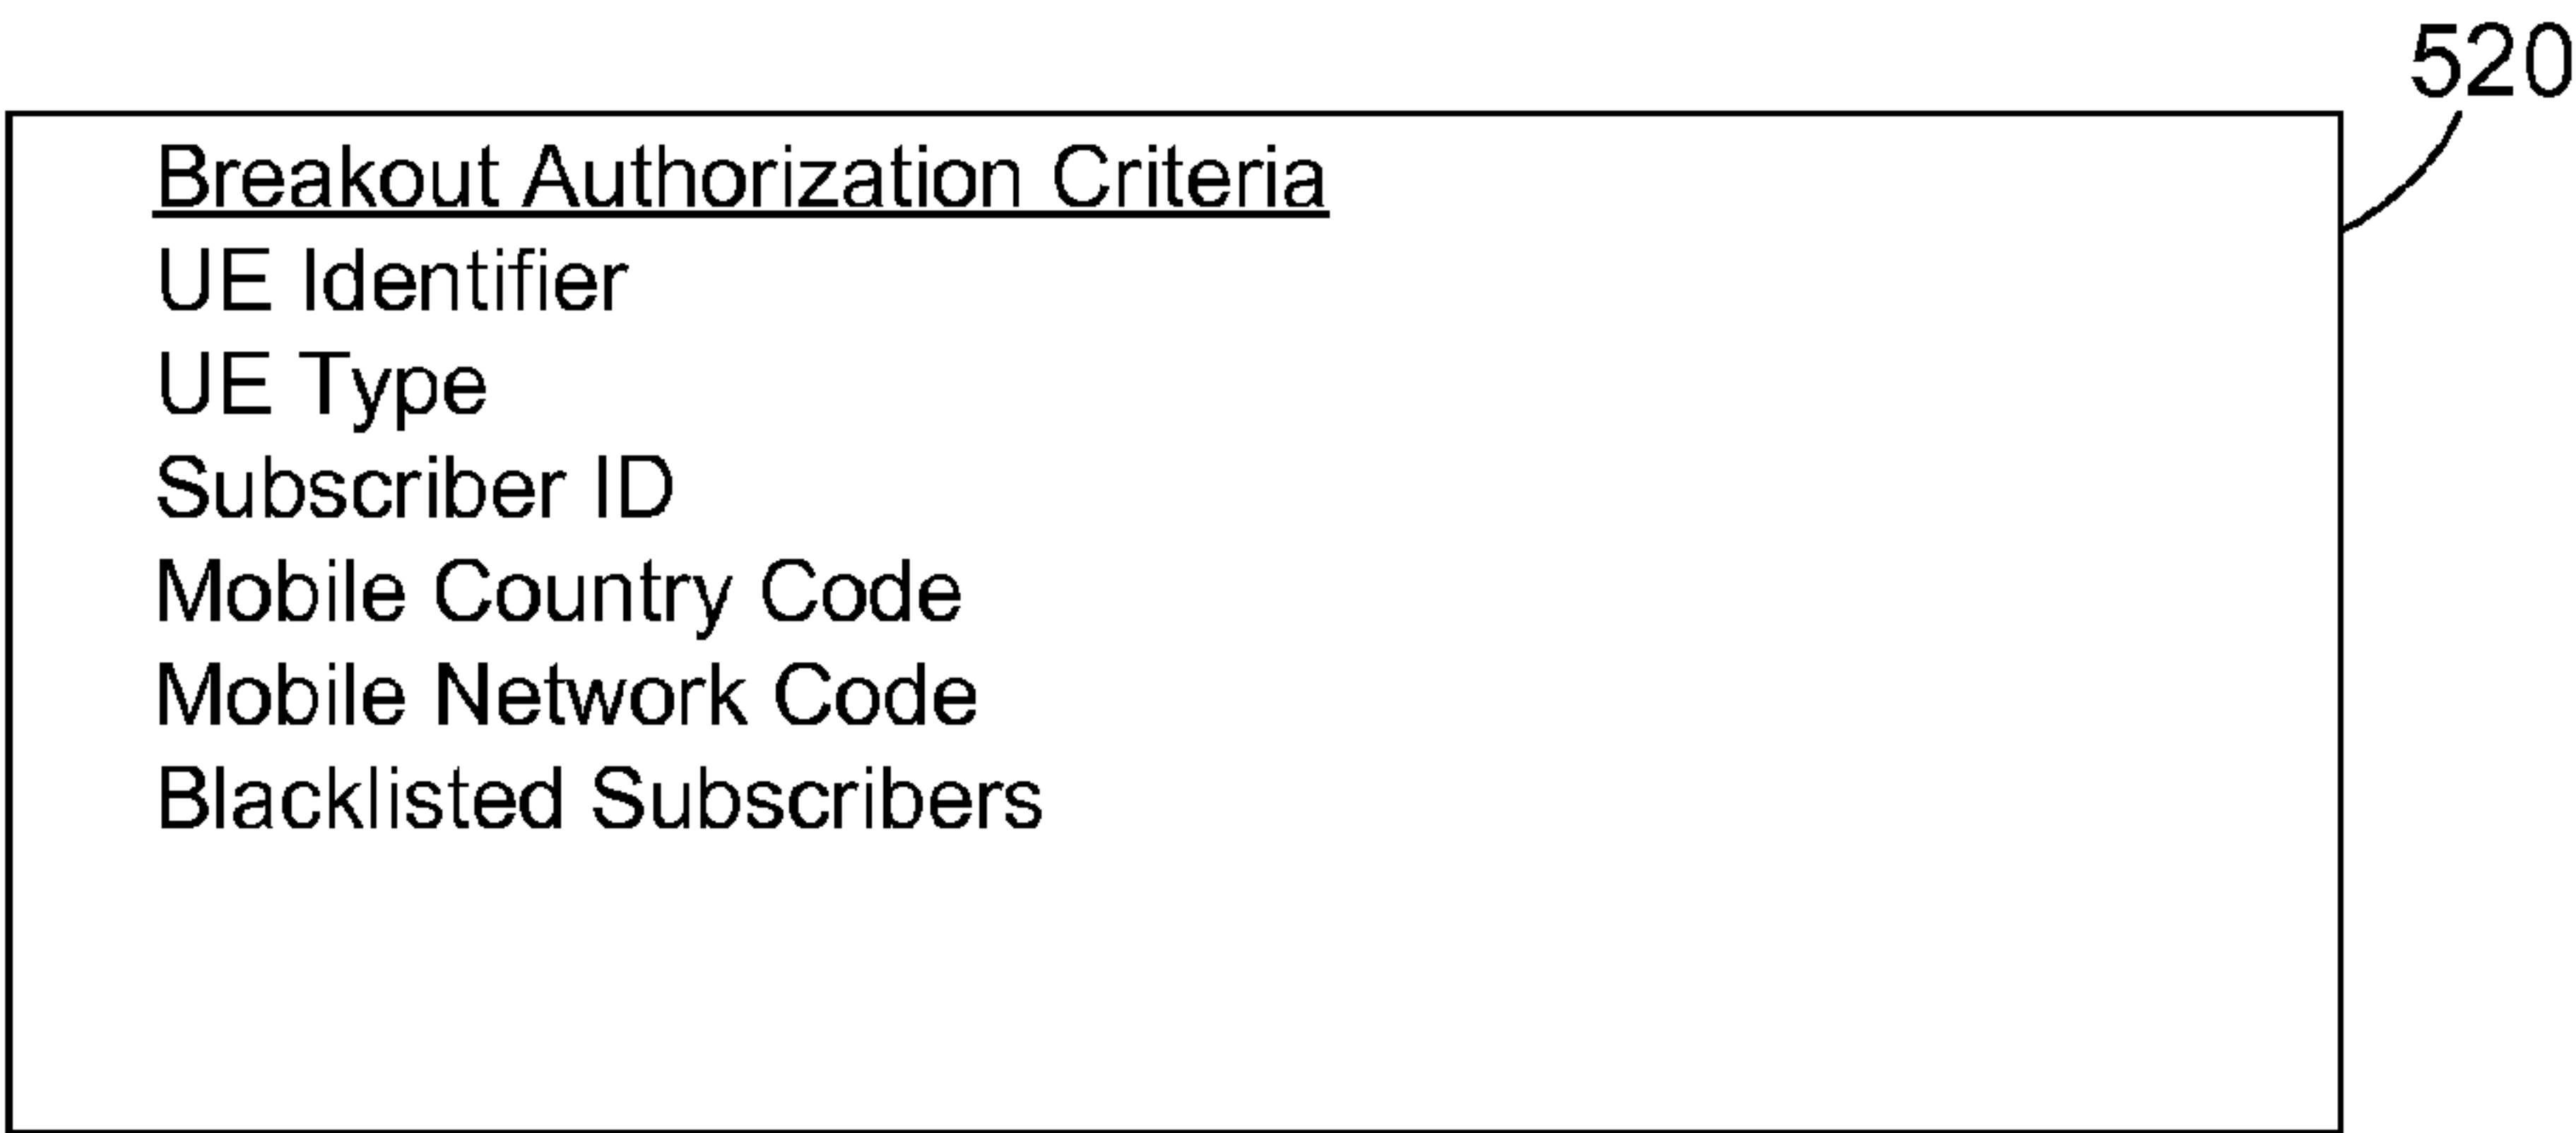 520
Breakout Authorization Criteria
UE Identifier
UE Type
Subscriber ID
Mobile Country Code
Mobile Network Code
Blacklisted Subscribers